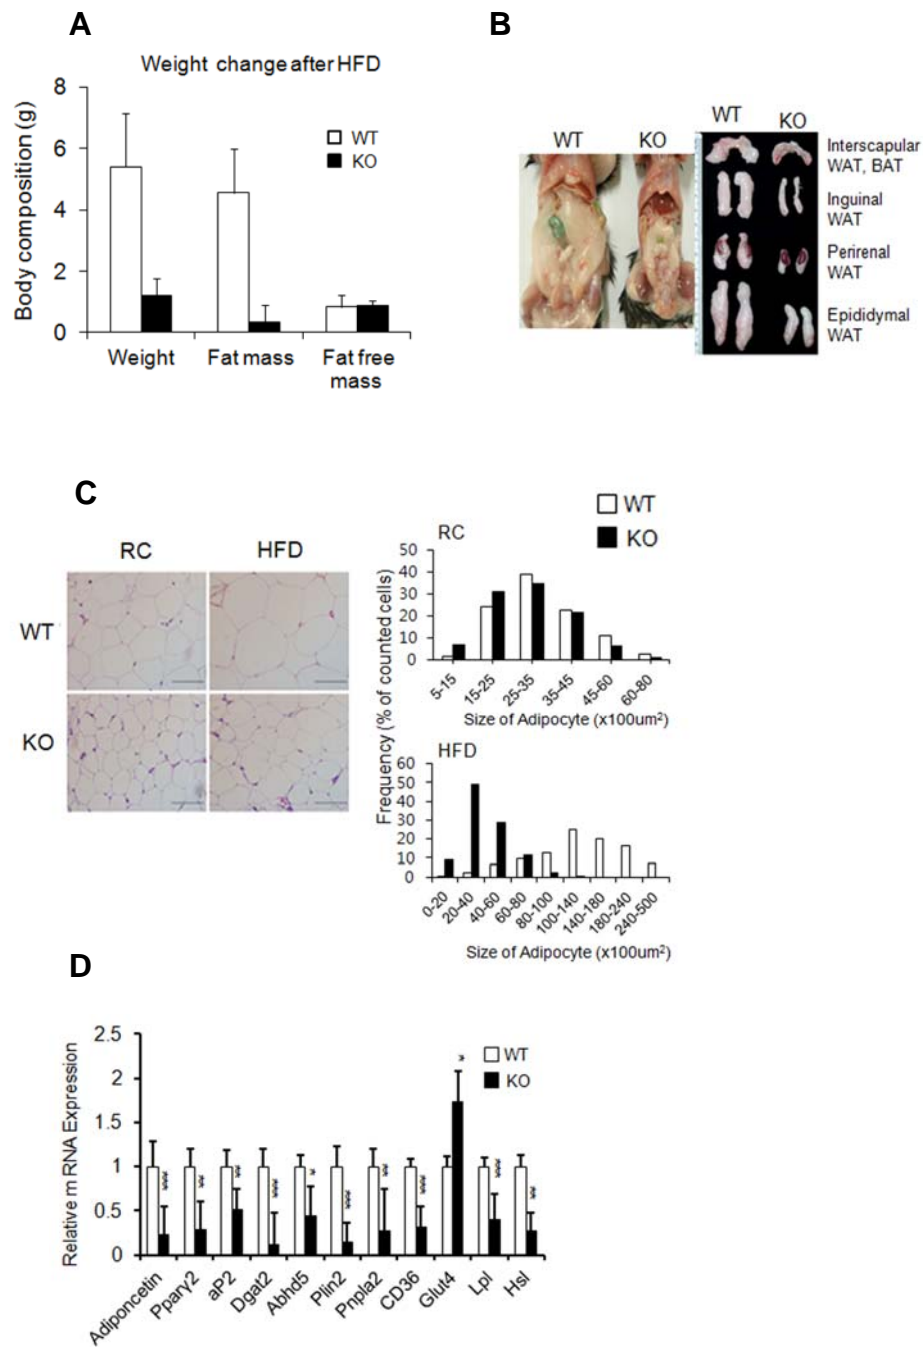 A
Weight change after HFD
Body composition (g)
8
6
4
2
0
WT
KO
Weight
Fat mass
Fat free
mass
B
WT
KO
WT
KO
Interscapular
WAT, BAT
Inguinal
WAT
Perirenal
WAT
Epididymal
WAT
C
RC
HFD
WT
KO
WT
KO
Frequency (% of counted cells)
RC
50
40
30
20
10
0
5-15
15-25
25-35
35-45
45-60
60-80
Size of Adipocyte (x100um²)
HFD
60
50
40
30
20
10
0
0-20
20-40
40-60
60-80
80-100
100-140
140-180
180-240
240-500
Size of Adipocyte (x100um²)
D
Relative m RNA Expression
2.5
2
1.5
1
0.5
0
WT
KO
***
**
**
***
*
***
**
***
*
***
**
Adiponcetin
Pparγ2
aP2
Dgat2
Abhd5
Plin2
Pnpla2
CD36
Glut4
Lpl
Hsl